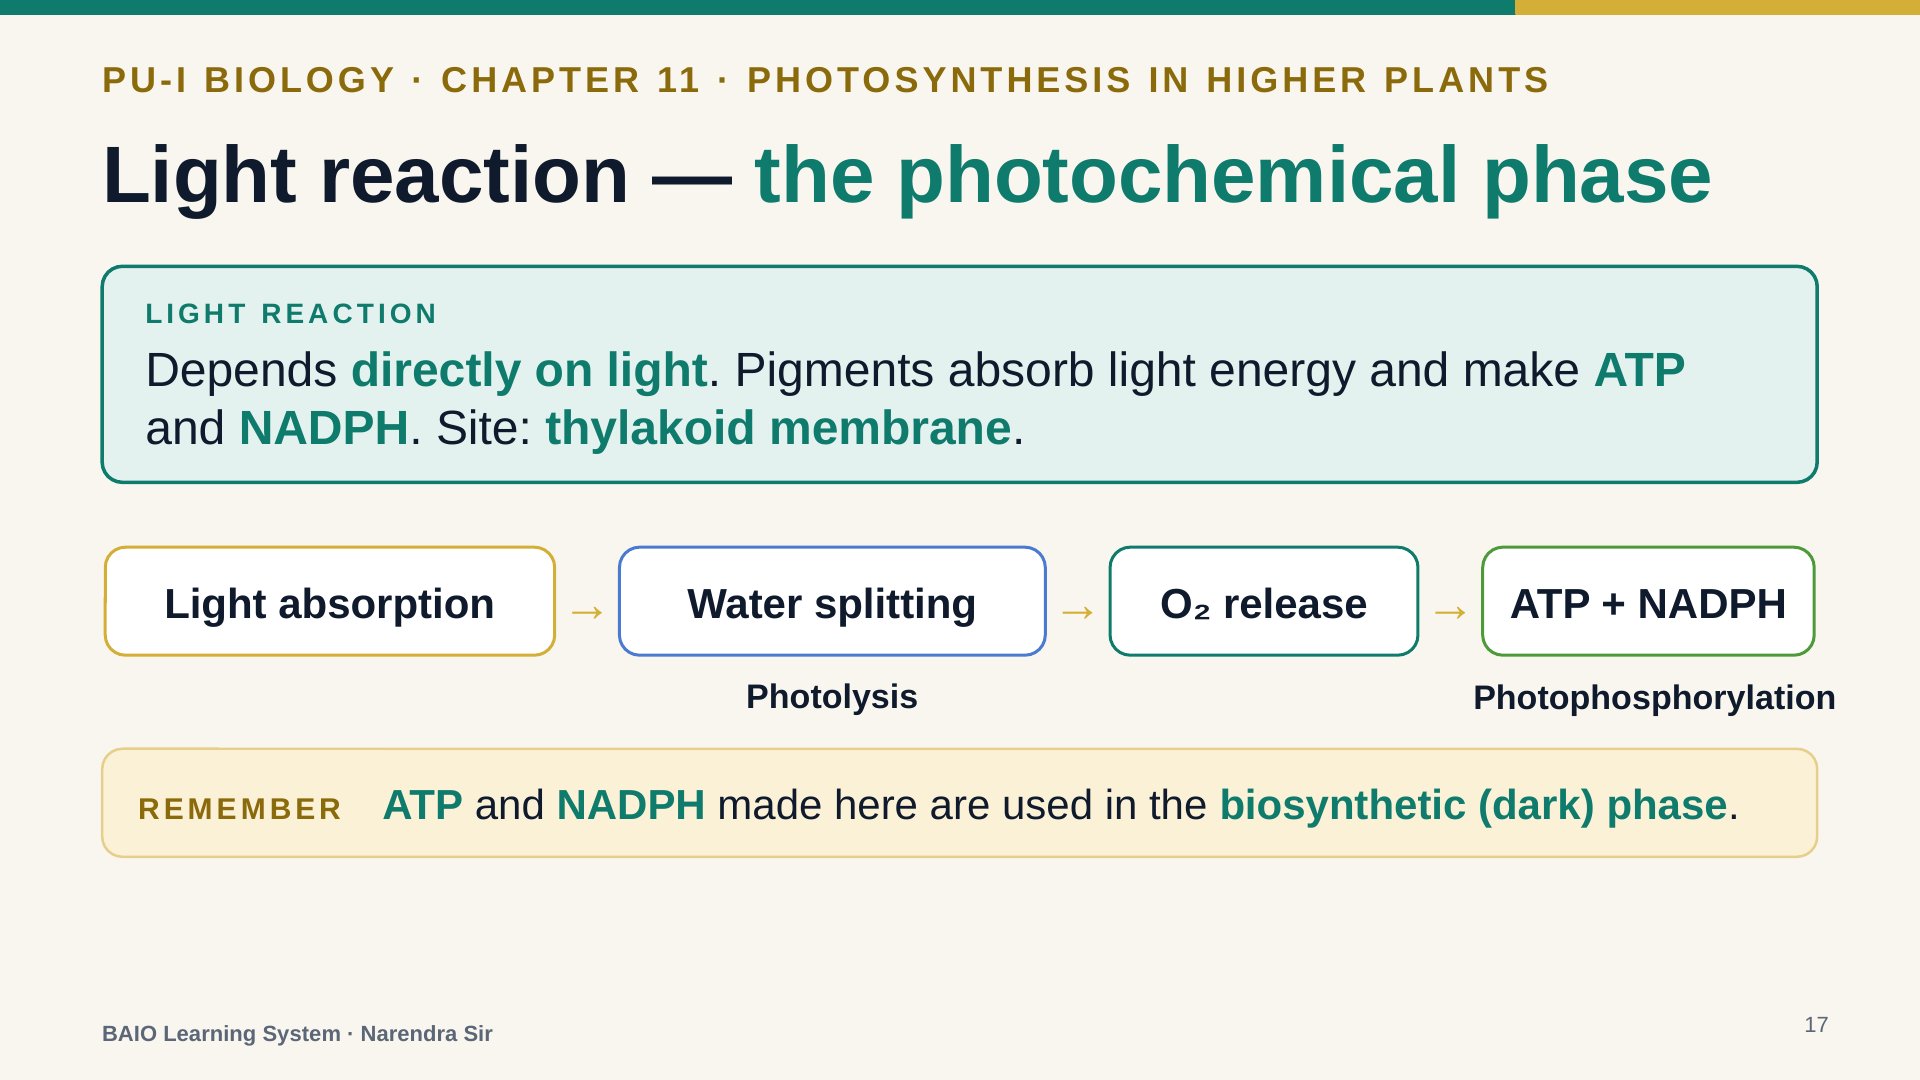 PU-I BIOLOGY · CHAPTER 11 · PHOTOSYNTHESIS IN HIGHER PLANTS
Light reaction — the photochemical phase
LIGHT REACTION
Depends directly on light. Pigments absorb light energy and make ATP
and NADPH. Site: thylakoid membrane.
Light absorption → Water splitting → O₂ release → ATP + NADPH
Photolysis
Photophosphorylation
REMEMBER ATP and NADPH made here are used in the biosynthetic (dark) phase.
BAIO Learning System · Narendra Sir
17